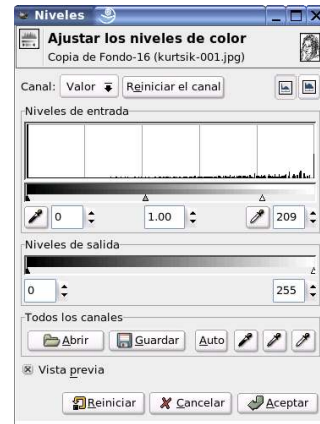 Niveles
Ajustar los niveles de color
Copia de Fondo-16 (kurtsik-001.jpg)
Canal: Valor Reiniciar el canal
Niveles de entrada
0 1.00 209
Niveles de salida
0 255
Todos los canales
Abrir Guardar Auto
Vista previa
Reiniciar Cancelar Aceptar